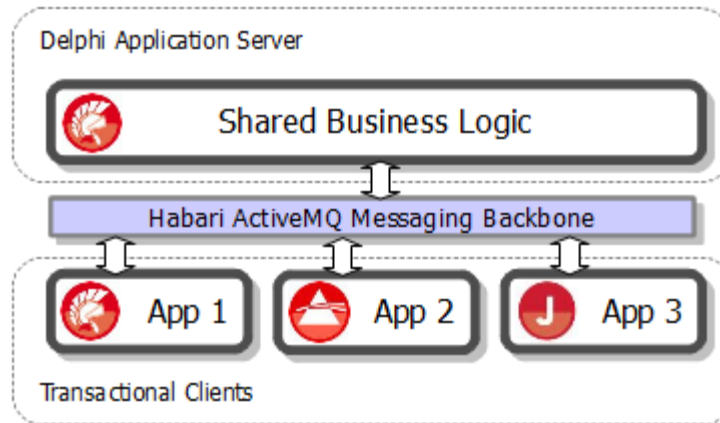 Delphi Application Server
Shared Business Logic
Habari ActiveMQ Messaging Backbone
App 1
App 2
J App 3
Transactional Clients